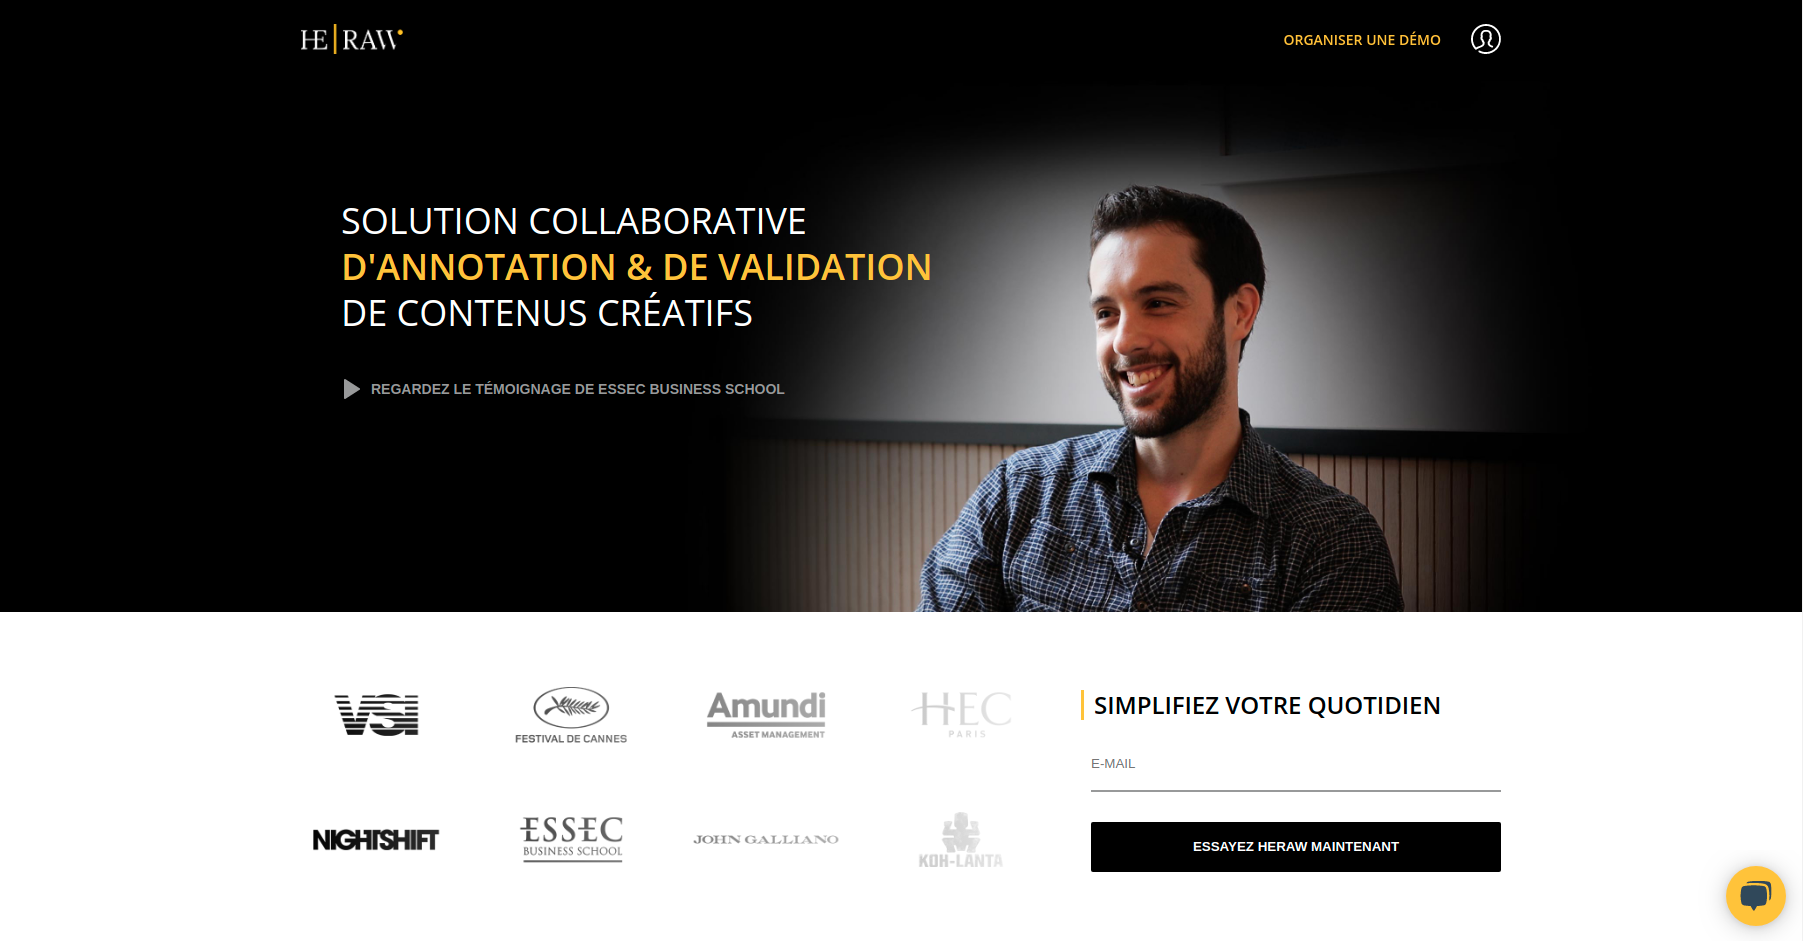 HE|RAW
ORGANISER UNE DÉMO
SOLUTION COLLABORATIVE
D'ANNOTATION & DE VALIDATION
DE CONTENUS CRÉATIFS
REGARDEZ LE TÉMOIGNAGE DE ESSEC BUSINESS SCHOOL
VSI
FESTIVAL DE CANNES
Amundi
ASSET MANAGEMENT
HEC
PARIS
SIMPLIFIEZ VOTRE QUOTIDIEN
E-MAIL
NIGHTSHIFT
ESSEC
BUSINESS SCHOOL
JOHN GALLIANO
KOH-LANTA
ESSAYEZ HERAW MAINTENANT